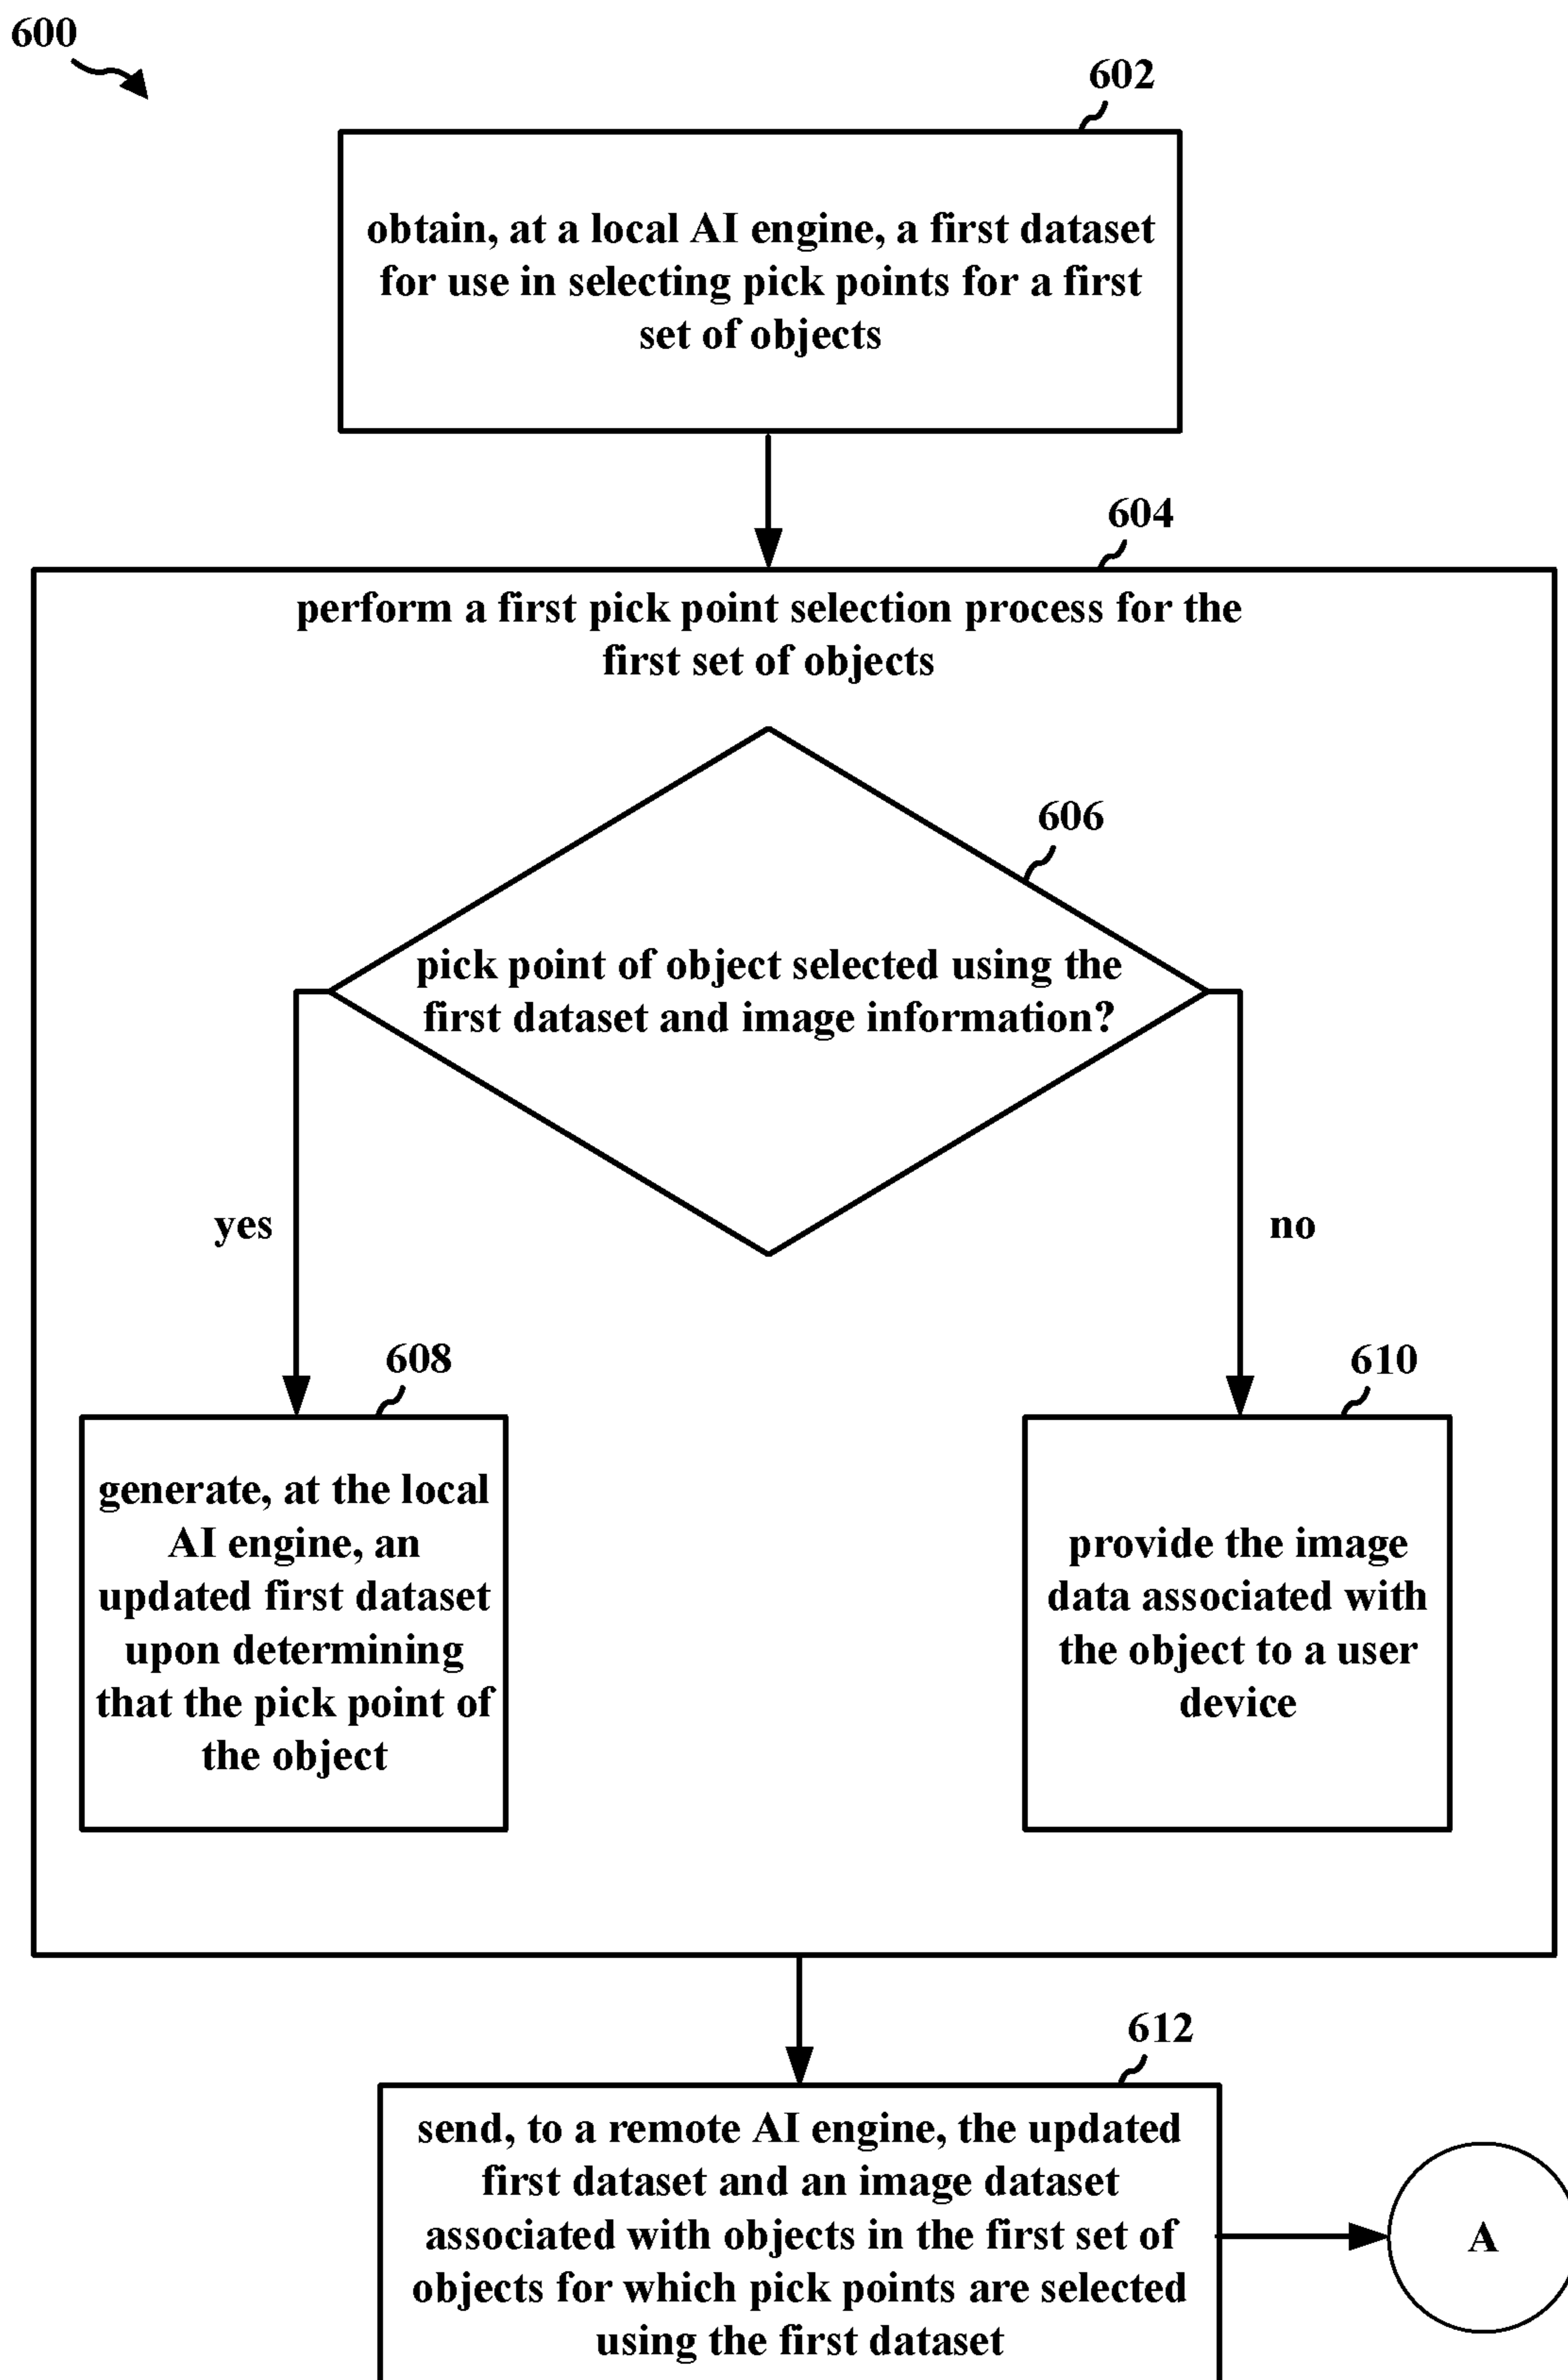 600
602
obtain, at a local AI engine, a first dataset
for use in selecting pick points for a first
set of objects
604
perform a first pick point selection process for the
first set of objects
606
pick point of object selected using the
first dataset and image information?
yes
no
608
generate, at the local
AI engine, an
updated first dataset
upon determining
that the pick point of
the object
610
provide the image
data associated with
the object to a user
device
612
send, to a remote AI engine, the updated
first dataset and an image dataset
associated with objects in the first set of
objects for which pick points are selected
using the first dataset
A